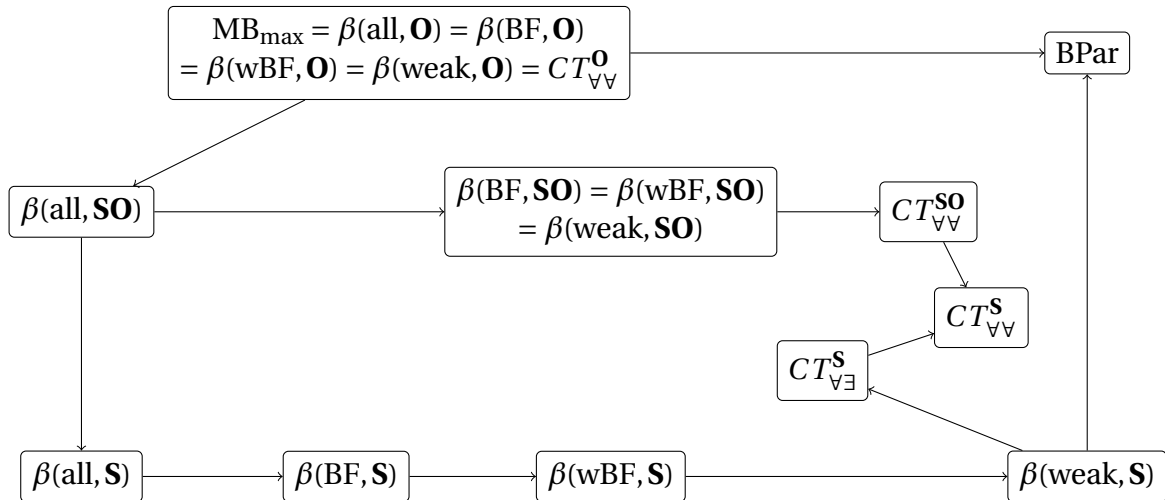 MB_max = β(all, O) = β(BF, O)
= β(wBF, O) = β(weak, O) = CT^O_∀∀
BPar
β(all, SO)
β(BF, SO) = β(wBF, SO)
= β(weak, SO)
CT^SO_∀∀
CT^S_∀∀
CT^S_∀∃
β(all, S)
β(BF, S)
β(wBF, S)
β(weak, S)